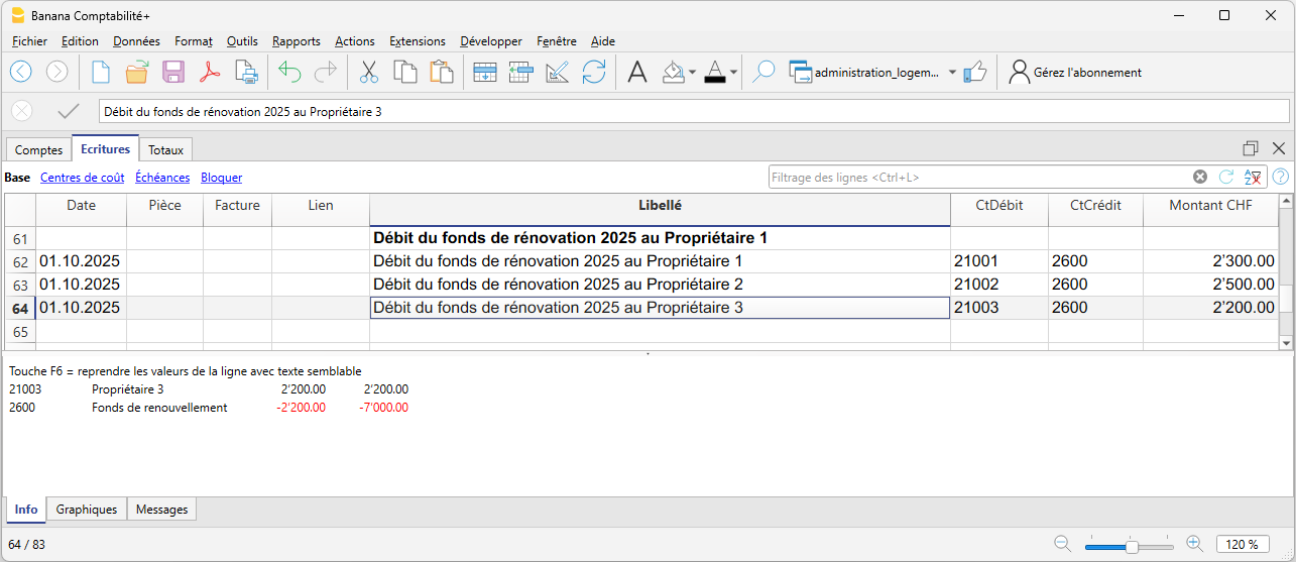 Banana Comptabilité+
Fichier Edition Données Format Outils Rapports Actions Extensions Développer Fenêtre Aide
administration_logem... Gérez l'abonnement
Débit du fonds de rénovation 2025 au Propriétaire 3
Comptes Ecritures Totaux
Base Centres de coût Échéances Bloquer Filtrage des lignes <Ctrl+L>
Date Pièce Facture Lien Libellé CtDébit CtCrédit Montant CHF
61 Débit du fonds de rénovation 2025 au Propriétaire 1
62 01.10.2025 Débit du fonds de rénovation 2025 au Propriétaire 1 21001 2600 2'300.00
63 01.10.2025 Débit du fonds de rénovation 2025 au Propriétaire 2 21002 2600 2'500.00
64 01.10.2025 Débit du fonds de rénovation 2025 au Propriétaire 3 21003 2600 2'200.00
65
Touche F6 = reprendre les valeurs de la ligne avec texte semblable
21003 Propriétaire 3 2'200.00 2'200.00
2600 Fonds de renouvellement -2'200.00 -7'000.00
Info Graphiques Messages
64 / 83 120 %